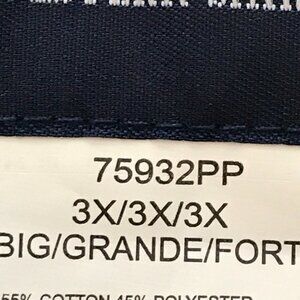 75932PP
3X/3X/3X
BIG/GRANDE/FORT
55% COTTON 45% POLYESTER